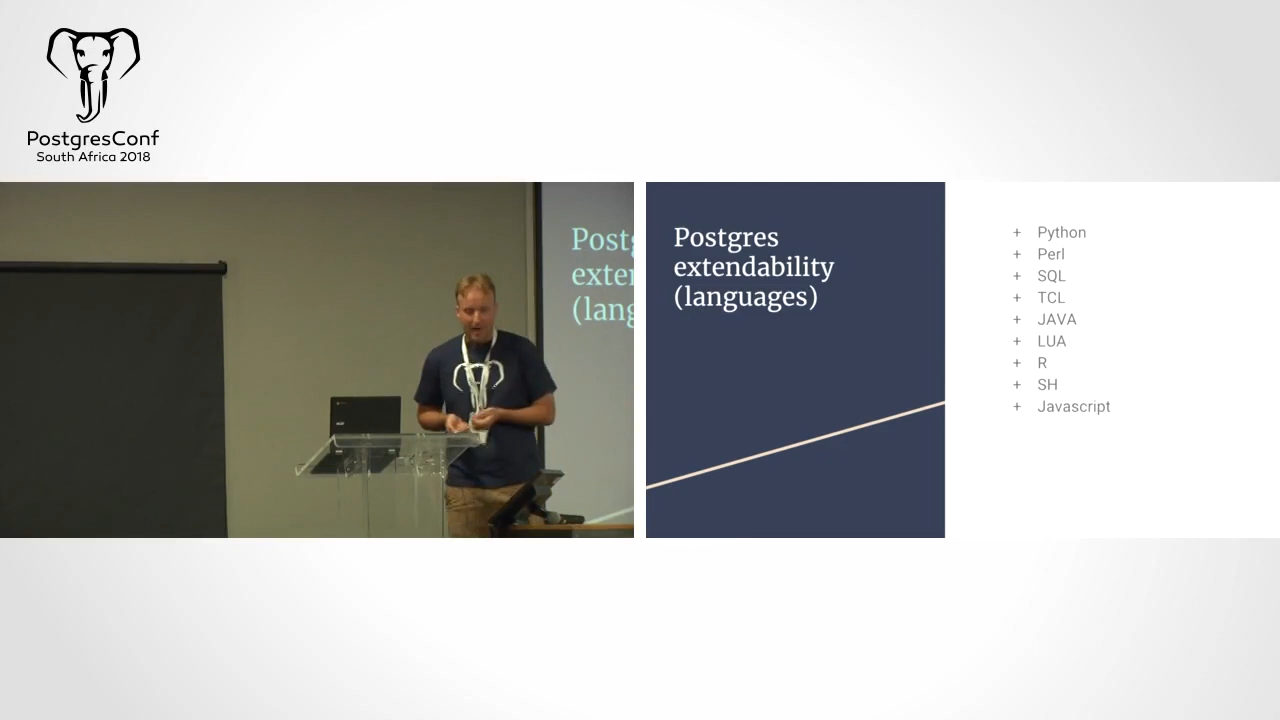 PostgresConf
South Africa 2018
Post
exte
(lang
Postgres
extendability
(languages)
+ Python
+ Perl
+ SQL
+ TCL
+ JAVA
+ LUA
+ R
+ SH
+ Javascript